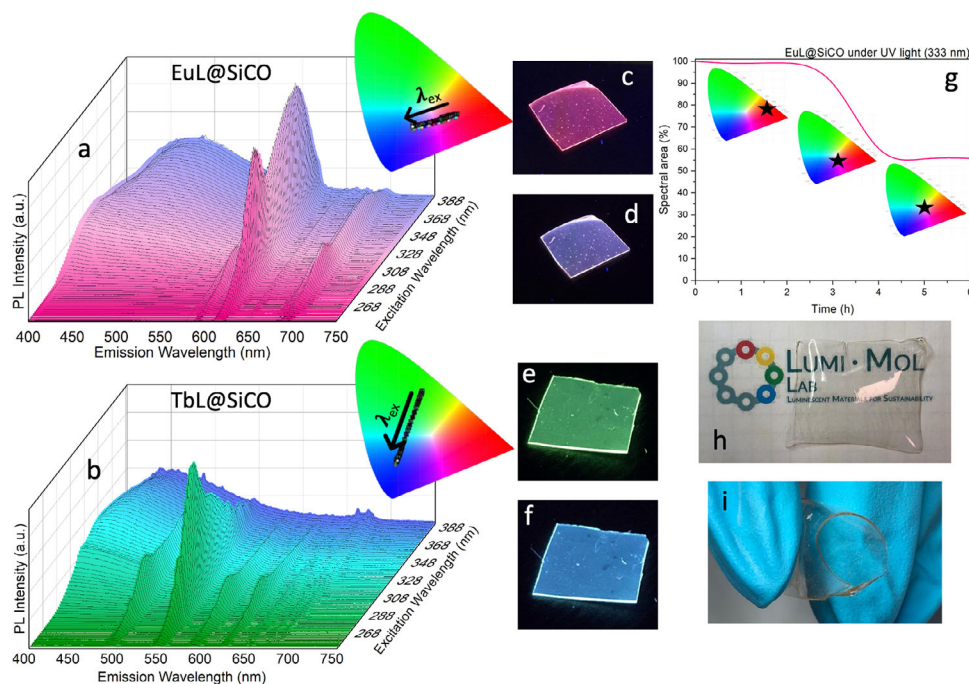 EuL@SiCO
a
λex
PL Intensity (a.u.)
400 450 500 550 600 650 700 750
Emission Wavelength (nm)
268 288 308 328 348 368 388
Excitation Wavelength (nm)
TbL@SiCO
b
λex
PL Intensity (a.u.)
400 450 500 550 600 650 700 750
Emission Wavelength (nm)
268 288 308 328 348 368 388
Excitation Wavelength (nm)
c
d
e
f
EuL@SiCO under UV light (333 nm)
g
Spectral area (%)
100
90
80
70
60
50
40
30
20
10
0
0 1 2 3 4 5 6
Time (h)
LUMI · MOL
LAB
LUMINESCENT MATERIALS FOR SUSTAINABILITY
h
i